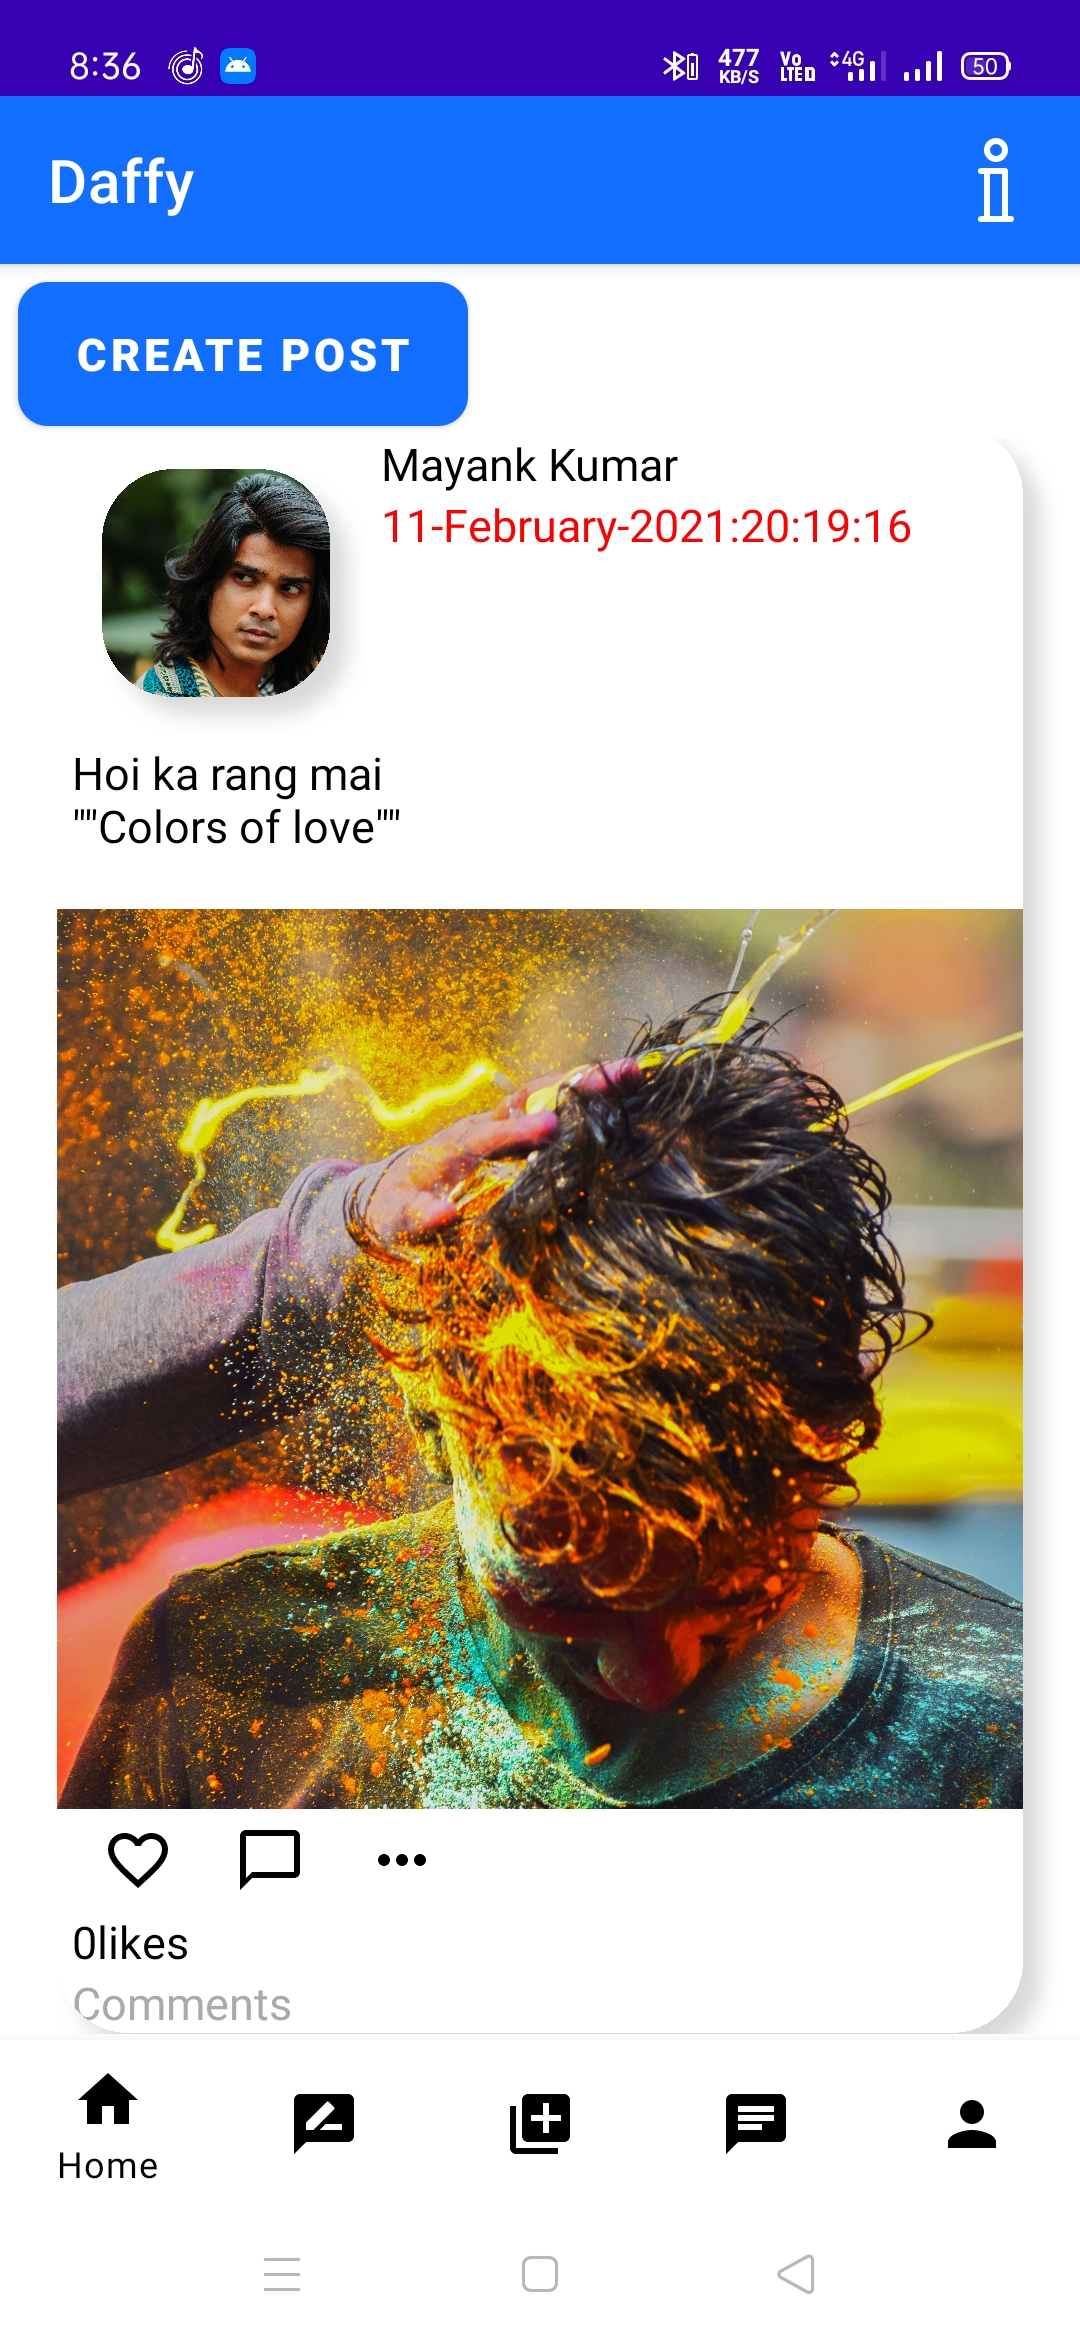 8:36
477
KB/S
Vo
LTE
4G
50
Daffy
CREATE POST
Mayank Kumar
11-February-2021:20:19:16
Hoi ka rang mai
""Colors of love""
0likes
Comments
Home